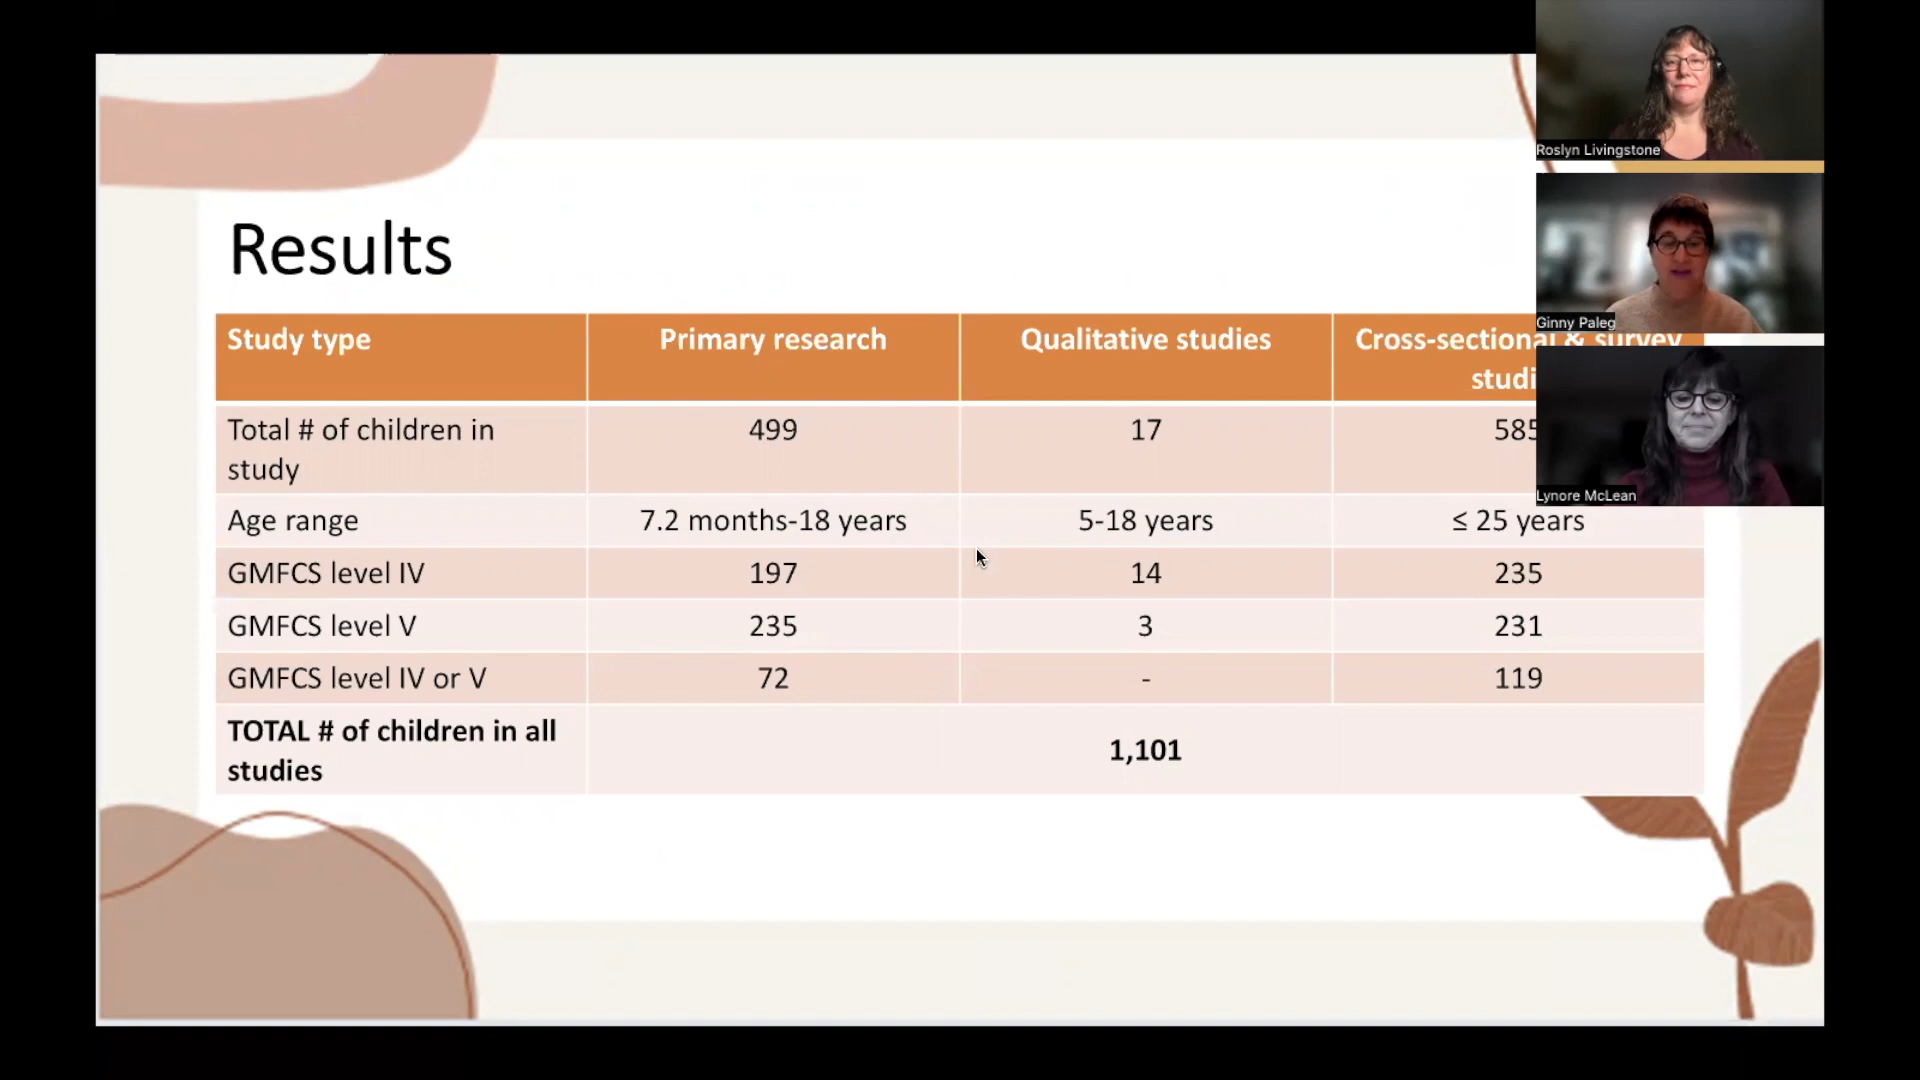 Roslyn Livingstone
Results
Ginny Paleg
Study type Primary research Qualitative studies Cross-sectional & survey
studi
Total # of children in 499 17 585
study
Lynore McLean
Age range 7.2 months-18 years 5-18 years ≤ 25 years
GMFCS level IV 197 14 235
GMFCS level V 235 3 231
GMFCS level IV or V 72 - 119
TOTAL # of children in all 1,101
studies